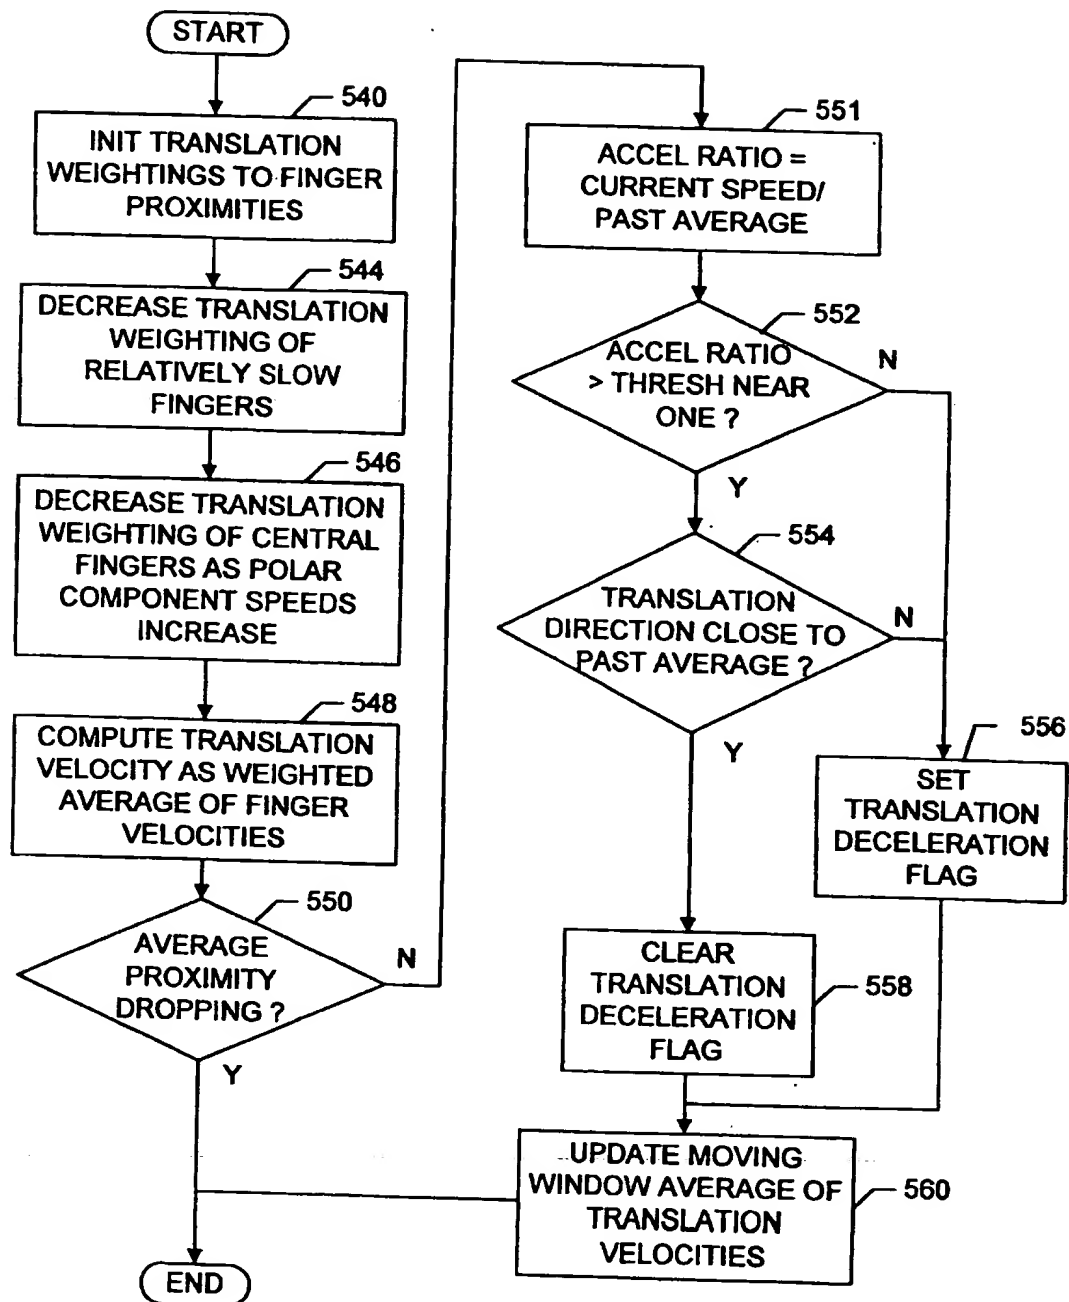 START
540
INIT TRANSLATION
WEIGHTINGS TO FINGER
PROXIMITIES
544
DECREASE TRANSLATION
WEIGHTING OF
RELATIVELY SLOW
FINGERS
546
DECREASE TRANSLATION
WEIGHTING OF CENTRAL
FINGERS AS POLAR
COMPONENT SPEEDS
INCREASE
548
COMPUTE TRANSLATION
VELOCITY AS WEIGHTED
AVERAGE OF FINGER
VELOCITIES
550
AVERAGE
PROXIMITY
DROPPING ?
N
Y
551
ACCEL RATIO =
CURRENT SPEED/
PAST AVERAGE
552
ACCEL RATIO
> THRESH NEAR
ONE ?
N
Y
554
TRANSLATION
DIRECTION CLOSE TO
PAST AVERAGE ?
N
Y
556
SET
TRANSLATION
DECELERATION
FLAG
CLEAR
TRANSLATION
DECELERATION
FLAG
558
UPDATE MOVING
WINDOW AVERAGE OF
TRANSLATION
VELOCITIES
560
END